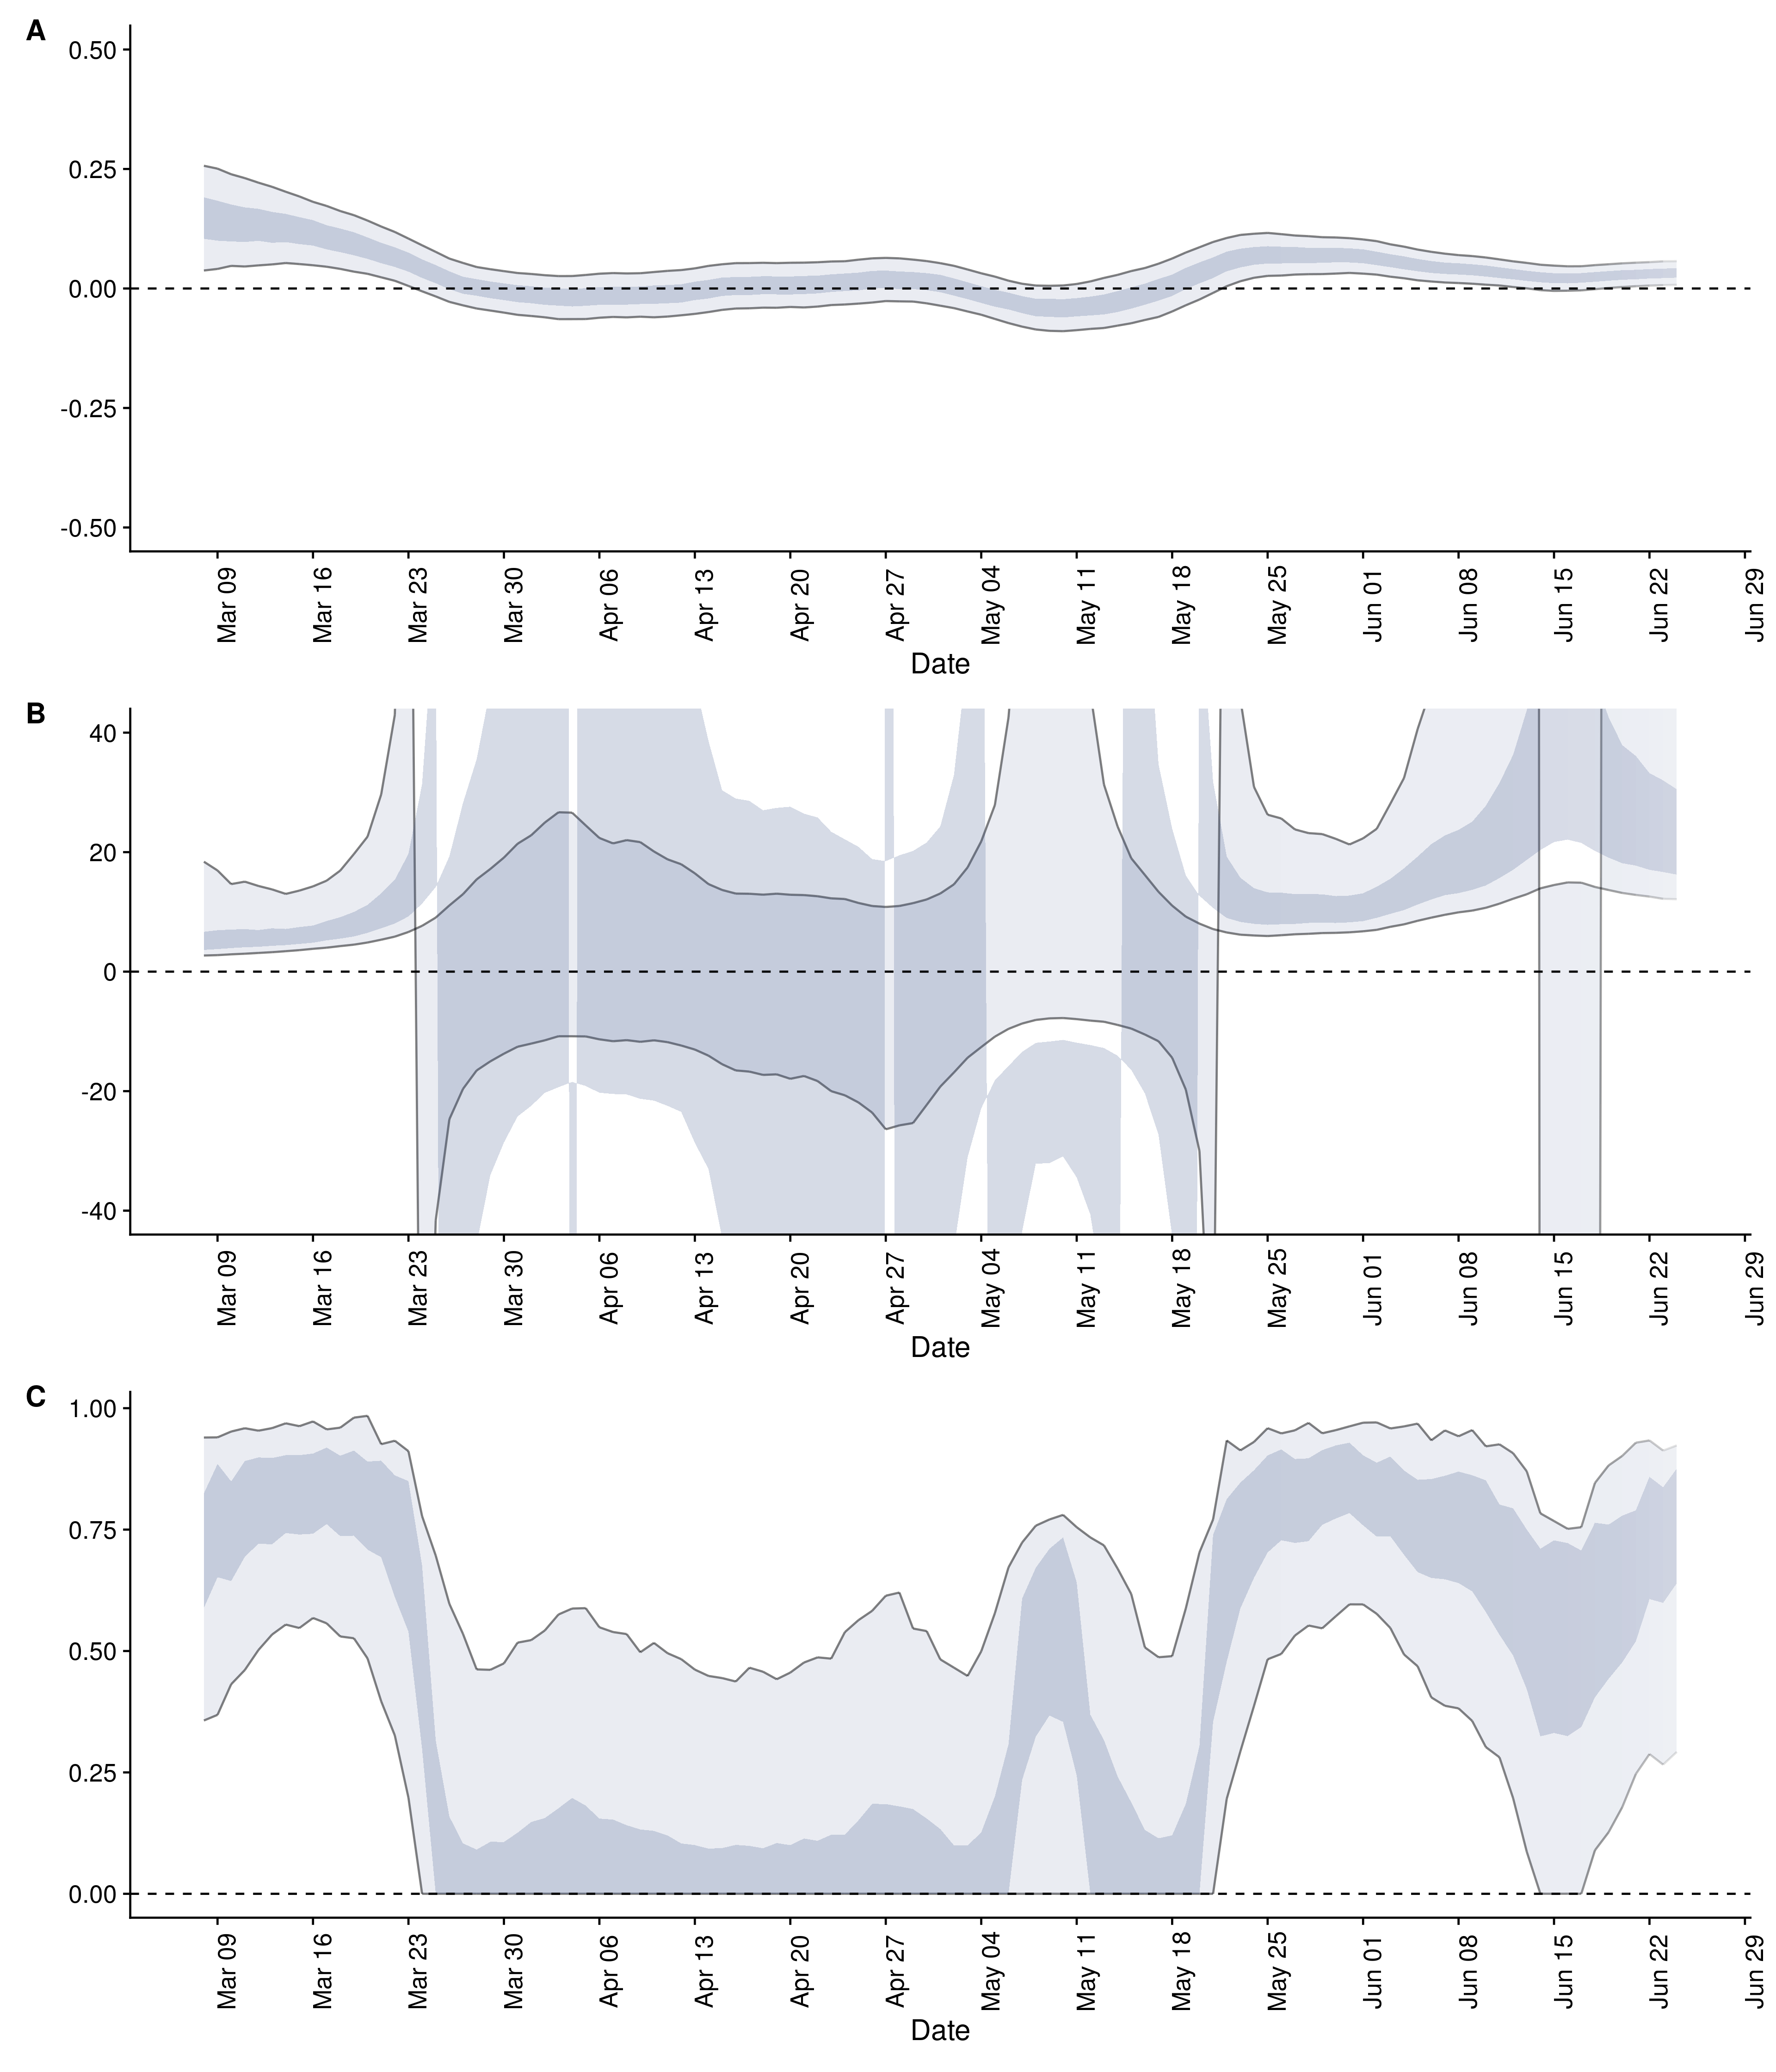 A
0.50
0.25
0.00
-0.25
-0.50
Mar 09
Mar 16
Mar 23
Mar 30
Apr 06
Apr 13
Apr 20
Apr 27
May 04
May 11
May 18
May 25
Jun 01
Jun 08
Jun 15
Jun 22
Jun 29
Date
B
40
20
0
-20
-40
Mar 09
Mar 16
Mar 23
Mar 30
Apr 06
Apr 13
Apr 20
Apr 27
May 04
May 11
May 18
May 25
Jun 01
Jun 08
Jun 15
Jun 22
Jun 29
Date
C
1.00
0.75
0.50
0.25
0.00
Mar 09
Mar 16
Mar 23
Mar 30
Apr 06
Apr 13
Apr 20
Apr 27
May 04
May 11
May 18
May 25
Jun 01
Jun 08
Jun 15
Jun 22
Jun 29
Date